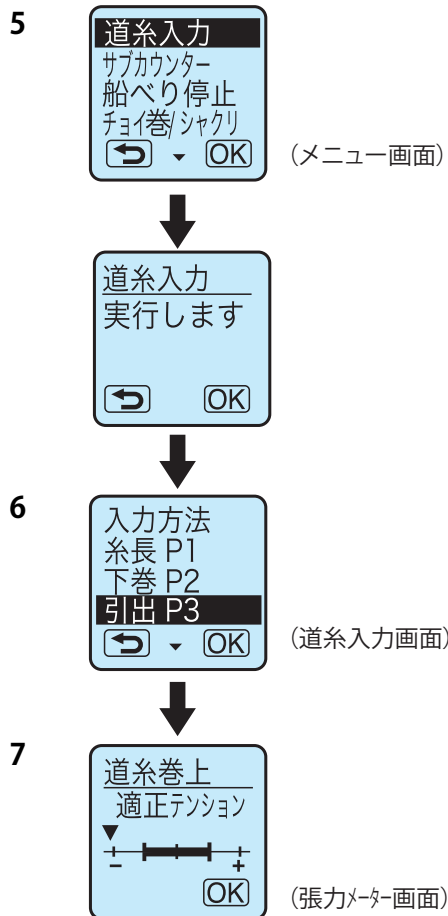 5
道糸入力
サブカウンター
船べり停止
チョイ巻/シャクリ
OK
(メニュー画面)
道糸入力
実行します
OK
6
入力方法
糸長 P1
下巻 P2
引出 P3
OK
(道糸入力画面)
7
道糸巻上
適正テンション
− +
OK
(張力メーター画面)